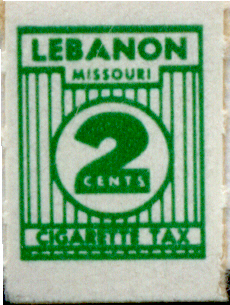 LEBANON
MISSOURI
2
CENTS
CIGARETTE TAX